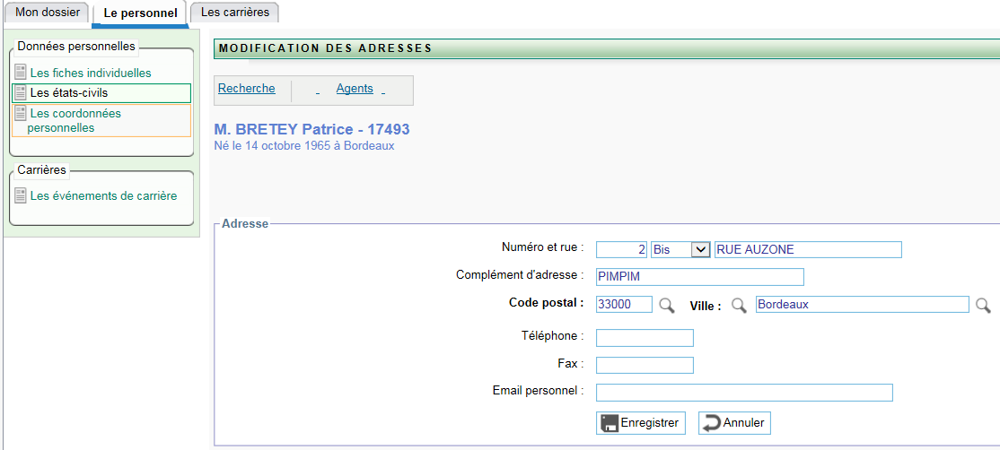 Mon dossier Le personnel Les carrières
Données personnelles
Les fiches individuelles
Les états-civils
Les coordonnées
personnelles
Carrières
Les événements de carrière
MODIFICATION DES ADRESSES
Recherche - Agents -
M. BRETEY Patrice - 17493
Né le 14 octobre 1965 à Bordeaux
Adresse
Numéro et rue : 2 Bis RUE AUZONE
Complément d'adresse : PIMPIM
Code postal : 33000 Ville : Bordeaux
Téléphone :
Fax :
Email personnel :
Enregistrer Annuler